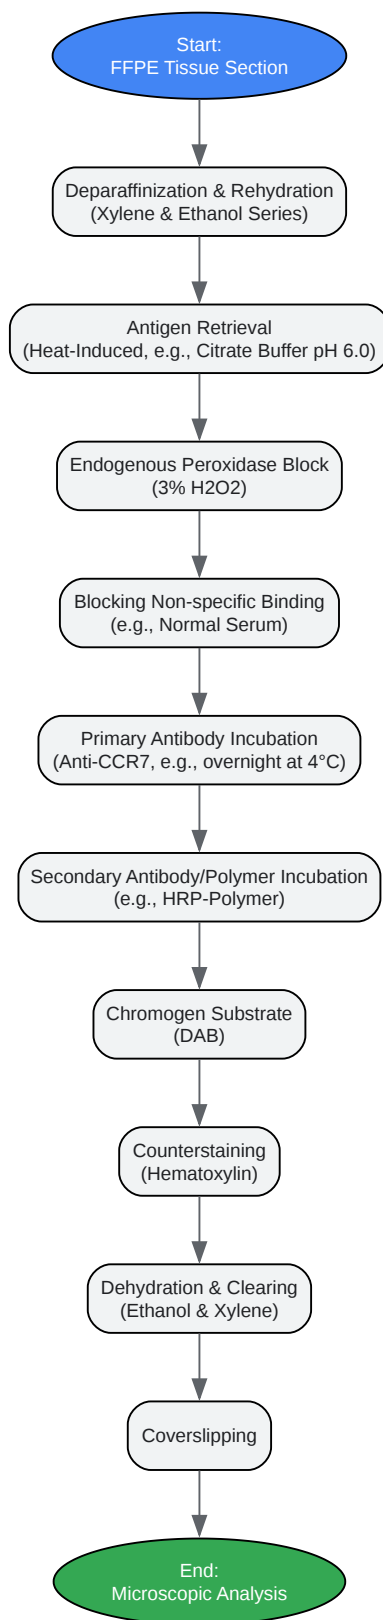 Start:
FFPE Tissue Section
Deparaffinization & Rehydration
(Xylene & Ethanol Series)
Antigen Retrieval
(Heat-Induced, e.g., Citrate Buffer pH 6.0)
Endogenous Peroxidase Block
(3% H2O2)
Blocking Non-specific Binding
(e.g., Normal Serum)
Primary Antibody Incubation
(Anti-CCR7, e.g., overnight at 4°C)
Secondary Antibody/Polymer Incubation
(e.g., HRP-Polymer)
Chromogen Substrate
(DAB)
Counterstaining
(Hematoxylin)
Dehydration & Clearing
(Ethanol & Xylene)
Coverslipping
End:
Microscopic Analysis